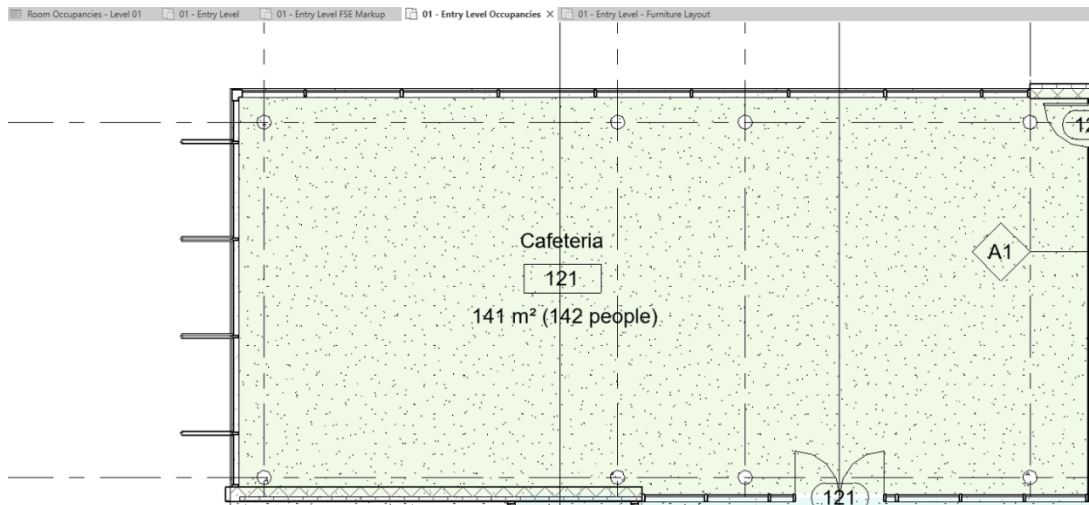 Room Occupancies - Level 01
01 - Entry Level
01 - Entry Level FSE Markup
01 - Entry Level Occupancies
01 - Entry Level - Furniture Layout
Cafeteria
121
141 m² (142 people)
A1
121